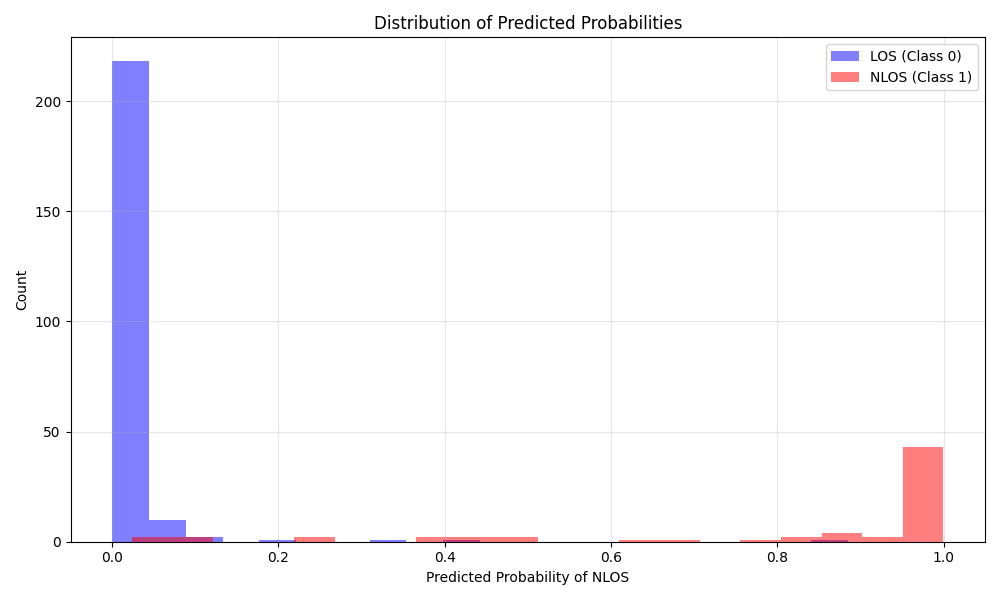 Distribution of Predicted Probabilities
LOS (Class 0)
NLOS (Class 1)
Count
200
150
100
50
0
0.0 0.2 0.4 0.6 0.8 1.0
Predicted Probability of NLOS